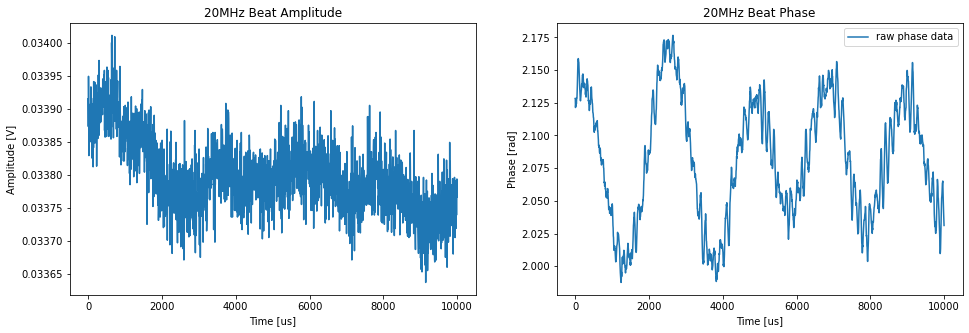 20MHz Beat Amplitude
Amplitude [V]
0.03400
0.03395
0.03390
0.03385
0.03380
0.03375
0.03370
0.03365
0 2000 4000 6000 8000 10000
Time [us]
20MHz Beat Phase
raw phase data
Phase [rad]
2.175
2.150
2.125
2.100
2.075
2.050
2.025
2.000
0 2000 4000 6000 8000 10000
Time [us]